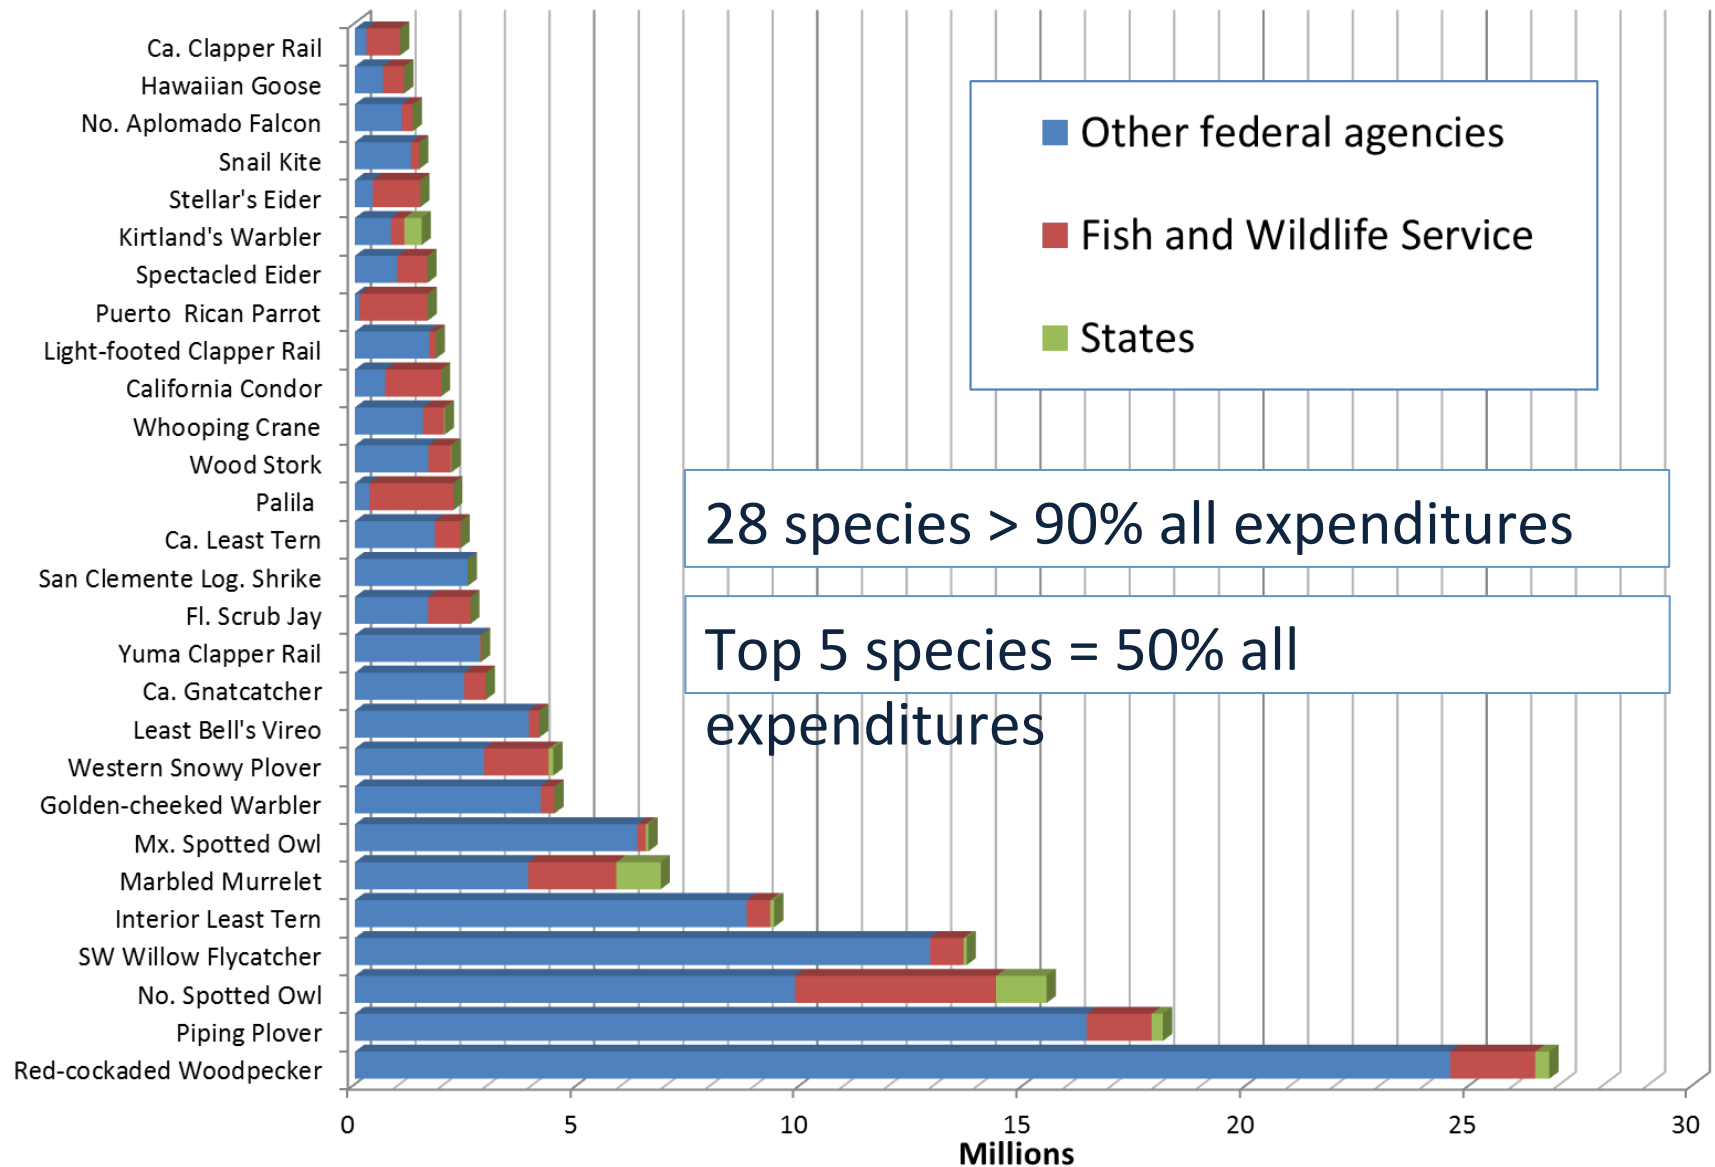 Ca. Clapper Rail
Hawaiian Goose
No. Aplomado Falcon
Snail Kite
Stellar's Eider
Kirtland's Warbler
Spectacled Eider
Puerto  Rican Parrot
Light-footed Clapper Rail
California Condor
Whooping Crane
Wood Stork
Palila
Ca. Least Tern
San Clemente Log. Shrike
Fl. Scrub Jay
Yuma Clapper Rail
Ca. Gnatcatcher
Least Bell's Vireo
Western Snowy Plover
Golden-cheeked Warbler
Mx. Spotted Owl
Marbled Murrelet
Interior Least Tern
SW Willow Flycatcher
No. Spotted Owl
Piping Plover
Red-cockaded Woodpecker
Other federal agencies
Fish and Wildlife Service
States
28 species > 90% all expenditures
Top 5 species = 50% all
expenditures
0 5 10 15 20 25 30
Millions